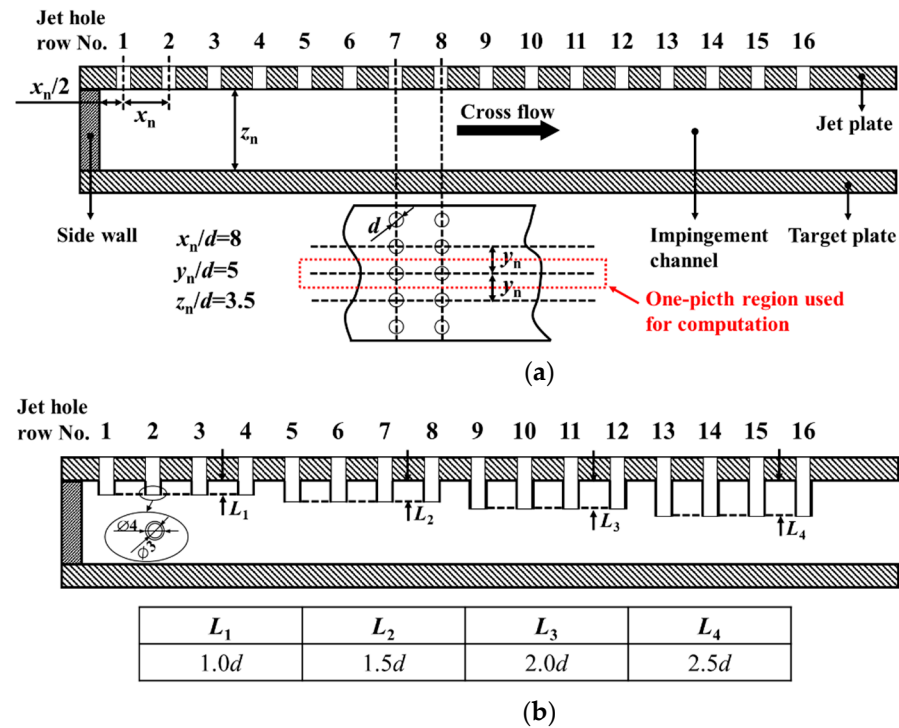 Jet hole
row No. 1 2 3 4 5 6 7 8 9 10 11 12 13 14 15 16
xn/2
xn
zn
Cross flow
Jet plate
Side wall
xn/d=8
yn/d=5
zn/d=3.5
d
yn
yn
Impingement
channel
Target plate
One-picth region used
for computation
(a)
Jet hole
row No. 1 2 3 4 5 6 7 8 9 10 11 12 13 14 15 16
L1
L2
L3
L4
Ø4
Ø3
L1 L2 L3 L4
1.0d 1.5d 2.0d 2.5d
(b)